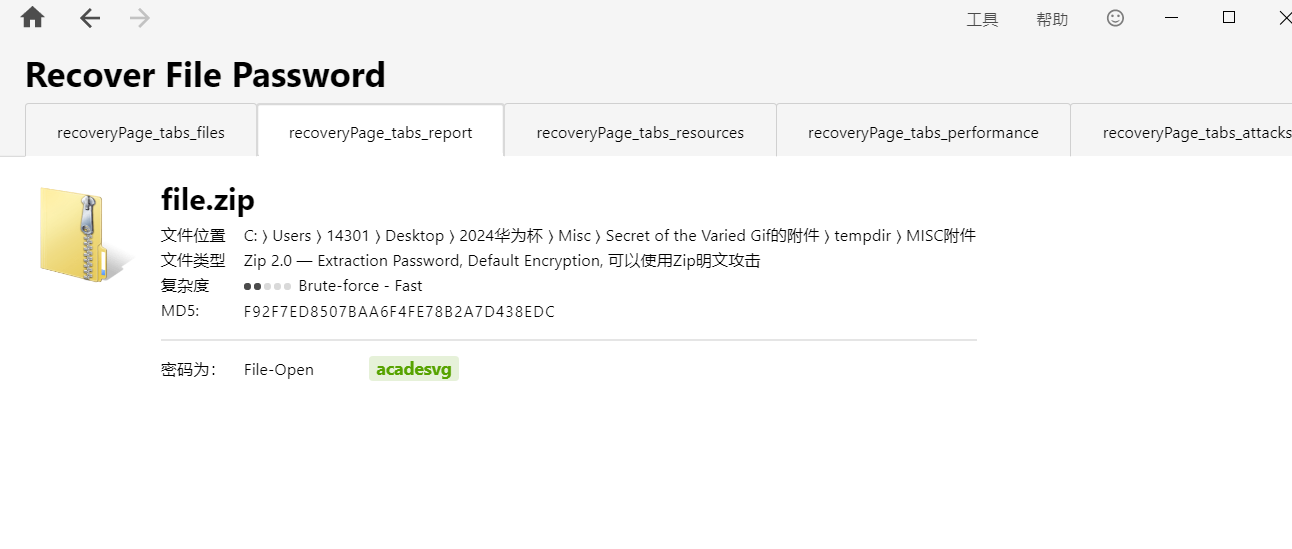 工具 帮助
Recover File Password
recoveryPage_tabs_files recoveryPage_tabs_report recoveryPage_tabs_resources recoveryPage_tabs_performance recoveryPage_tabs_attacks
file.zip
文件位置 C: ⟩ Users ⟩ 14301 ⟩ Desktop ⟩ 2024华为杯 ⟩ Misc ⟩ Secret of the Varied Gif的附件 ⟩ tempdir ⟩ MISC附件
文件类型 Zip 2.0 — Extraction Password, Default Encryption, 可以使用Zip明文攻击
复杂度 Brute-force - Fast
MD5: F92F7ED8507BAA6F4FE78B2A7D438EDC
密码为： File-Open acadesvg